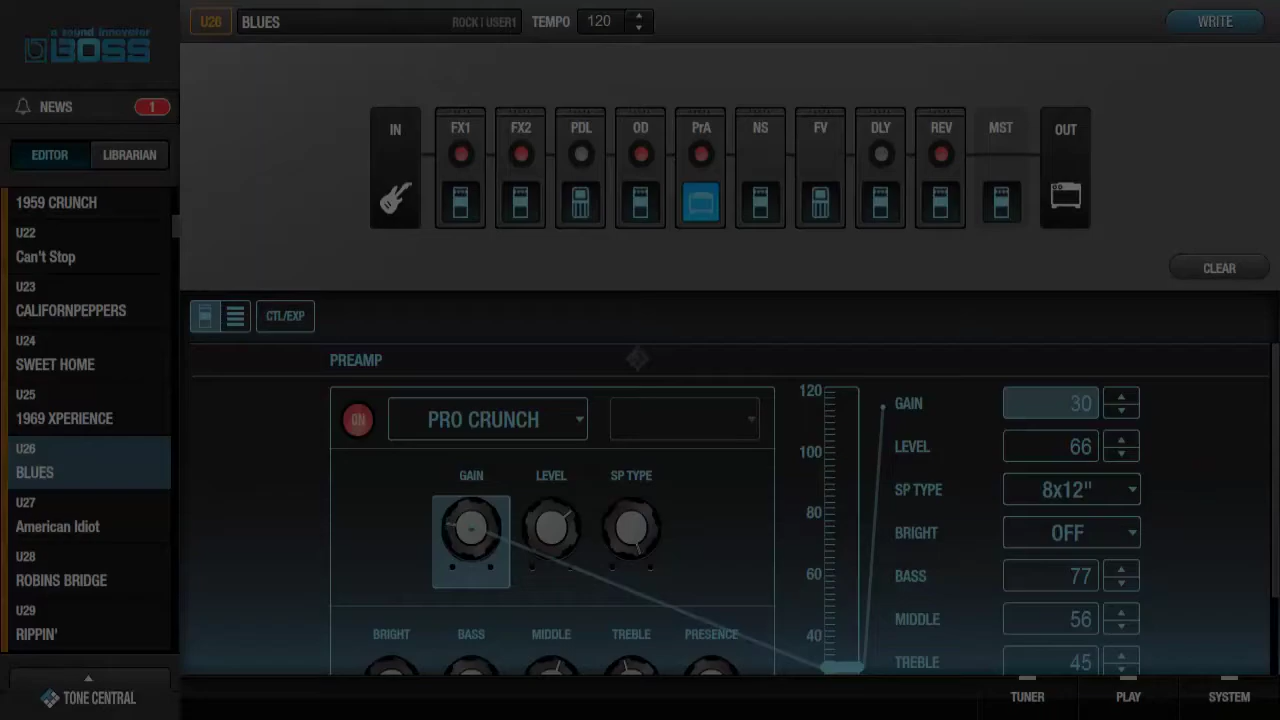 a sound innovator
BOSS
U26
BLUES
ROCK | USER1
TEMPO
120
WRITE
NEWS
1
EDITOR
LIBRARIAN
IN
FX1
FX2
PDL
OD
PrA
NS
FV
DLY
REV
MST
OUT
CLEAR
1959 CRUNCH
U22
Can't Stop
U23
CALIFORNPEPPERS
U24
SWEET HOME
U25
1969 XPERIENCE
U26
BLUES
U27
American Idiot
U28
ROBINS BRIDGE
U29
RIPPIN'
TONE CENTRAL
CTL/EXP
PREAMP
ON
PRO CRUNCH
GAIN
LEVEL
SP TYPE
BRIGHT
BASS
MIDDLE
TREBLE
PRESENCE
120
100
80
60
40
GAIN 30
LEVEL 66
SP TYPE 8x12"
BRIGHT OFF
BASS 77
MIDDLE 56
TREBLE 45
TUNER
PLAY
SYSTEM